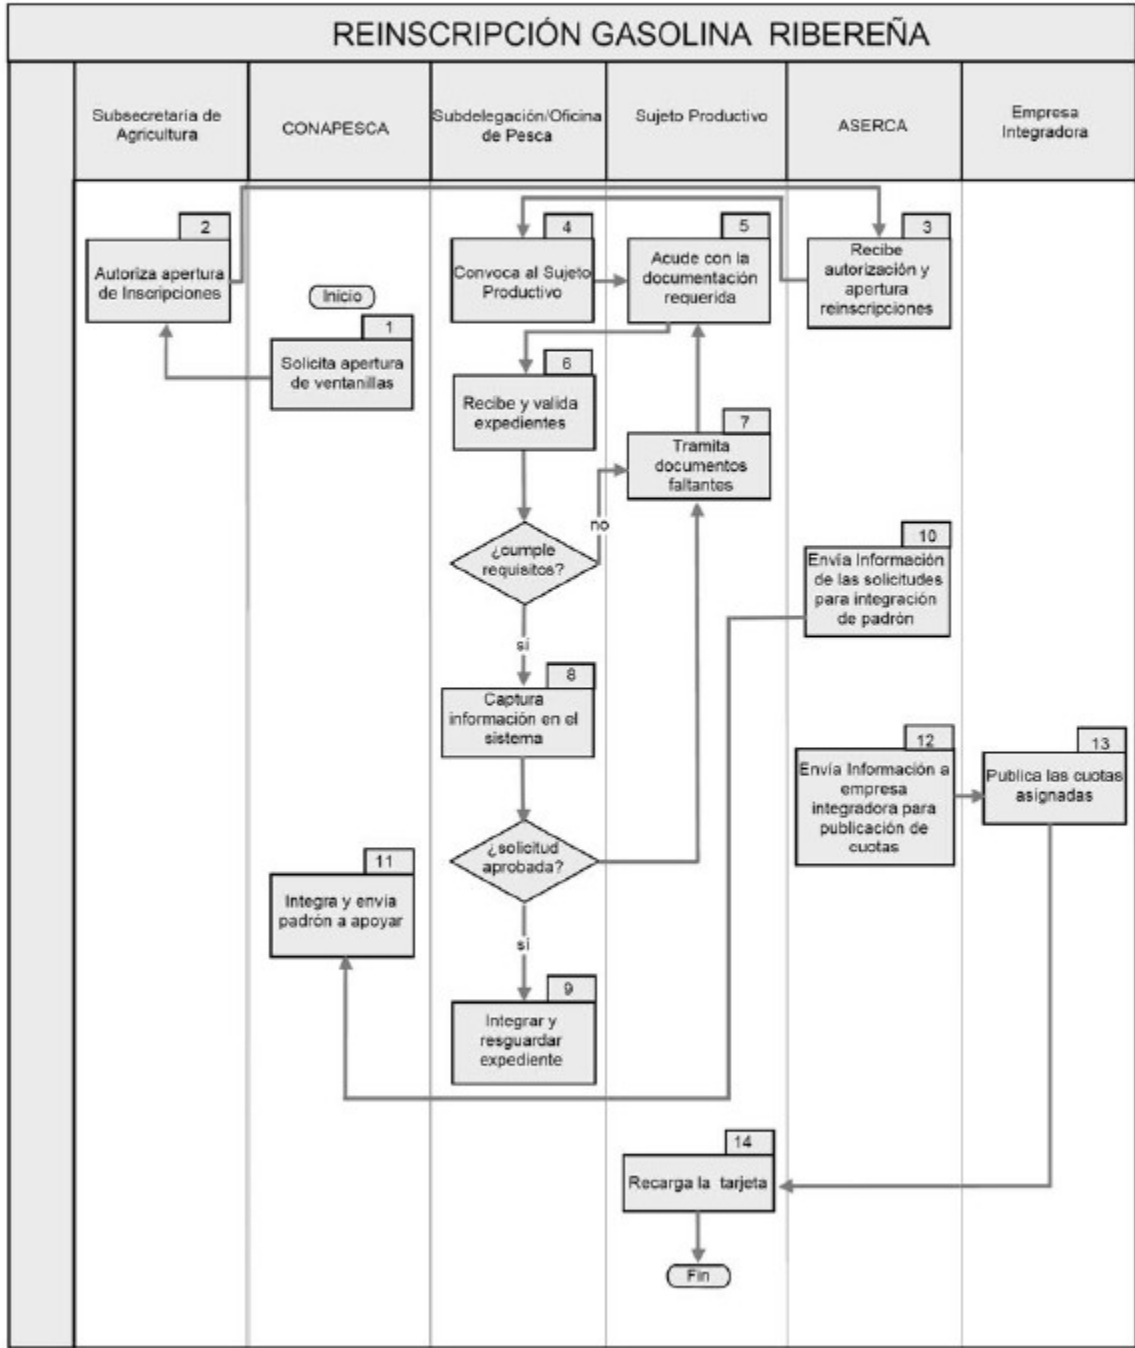 REINSCRIPCIÓN GASOLINA RIBEREÑA
Subsecretaría de
Agricultura
CONAPESCA
Subdelegación/Oficina
de Pesca
Sujeto Productivo
ASERCA
Empresa
Integradora
2
Autoriza apertura
de Inscripciones
Inicio
1
Solicita apertura
de ventanillas
4
Convoca al Sujeto
Productivo
5
Acude con la
documentación
requerida
3
Recibe
autorización y
apertura
reinscripciones
6
Recibe y valida
expedientes
7
Tramita
documentos
faltantes
no
¿cumple
requisitos?
si
10
Envía Información
de las solicitudes
para integración
de padrón
8
Captura
información en el
sistema
12
Envía Información a
empresa
integradora para
publicación de
cuotas
13
Publica las cuotas
asignadas
¿solicitud
aprobada?
si
11
Integra y envía
padrón a apoyar
9
Integrar y
resguardar
expediente
14
Recarga la tarjeta
Fin